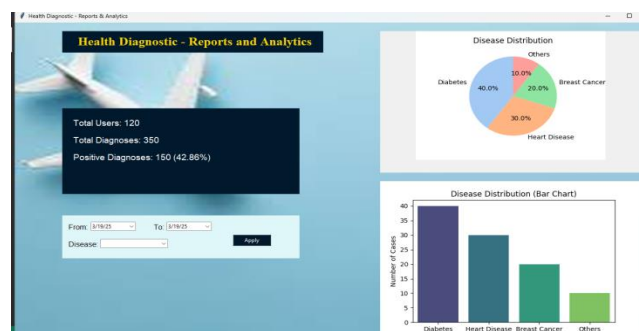 Health Diagnostic - Reports & Analytics
Health Diagnostic - Reports and Analytics
Total Users: 120
Total Diagnoses: 350
Positive Diagnoses: 150 (42.86%)
From: 3/19/25 To: 3/19/25
Disease: Apply
Disease Distribution
Others
10.0%
Diabetes 40.0% 20.0% Breast Cancer
30.0%
Heart Disease
Disease Distribution (Bar Chart)
Number of Cases
40
35
30
25
20
15
10
5
0
Diabetes Heart Disease Breast Cancer Others